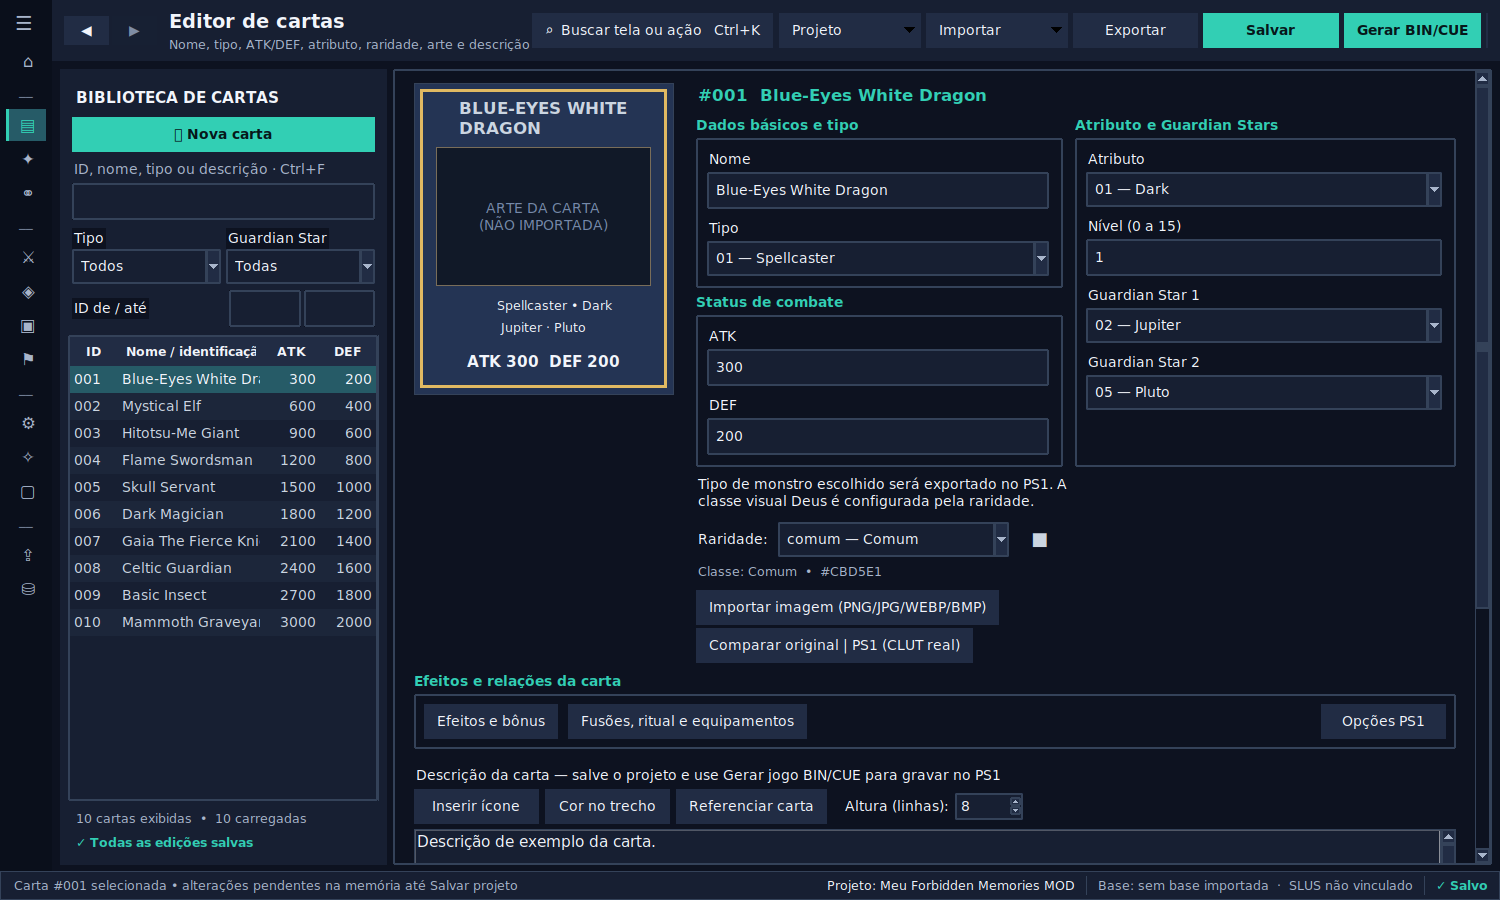 Editor de cartas
Nome, tipo, ATK/DEF, atributo, raridade, arte e descrição
Buscar tela ou ação Ctrl+K
Projeto
Importar
Exportar
Salvar
Gerar BIN/CUE
BIBLIOTECA DE CARTAS
Nova carta
ID, nome, tipo ou descrição · Ctrl+F
Tipo
Guardian Star
Todos
Todas
ID de / até
ID Nome / identificaçã ATK DEF
001 Blue-Eyes White Dra 300 200
002 Mystical Elf 600 400
003 Hitotsu-Me Giant 900 600
004 Flame Swordsman 1200 800
005 Skull Servant 1500 1000
006 Dark Magician 1800 1200
007 Gaia The Fierce Kni 2100 1400
008 Celtic Guardian 2400 1600
009 Basic Insect 2700 1800
010 Mammoth Graveyar 3000 2000
10 cartas exibidas • 10 carregadas
✓ Todas as edições salvas
BLUE-EYES WHITE
DRAGON
ARTE DA CARTA
(NÃO IMPORTADA)
Spellcaster • Dark
Jupiter · Pluto
ATK 300 DEF 200
#001 Blue-Eyes White Dragon
Dados básicos e tipo
Nome
Blue-Eyes White Dragon
Tipo
01 — Spellcaster
Status de combate
ATK
300
DEF
200
Atributo e Guardian Stars
Atributo
01 — Dark
Nível (0 a 15)
1
Guardian Star 1
02 — Jupiter
Guardian Star 2
05 — Pluto
Tipo de monstro escolhido será exportado no PS1. A
classe visual Deus é configurada pela raridade.
Raridade:
comum — Comum
Classe: Comum • #CBD5E1
Importar imagem (PNG/JPG/WEBP/BMP)
Comparar original | PS1 (CLUT real)
Efeitos e relações da carta
Efeitos e bônus
Fusões, ritual e equipamentos
Opções PS1
Descrição da carta — salve o projeto e use Gerar jogo BIN/CUE para gravar no PS1
Inserir ícone
Cor no trecho
Referenciar carta
Altura (linhas):
8
Descrição de exemplo da carta.
Carta #001 selecionada • alterações pendentes na memória até Salvar projeto
Projeto: Meu Forbidden Memories MOD
Base: sem base importada · SLUS não vinculado
✓ Salvo